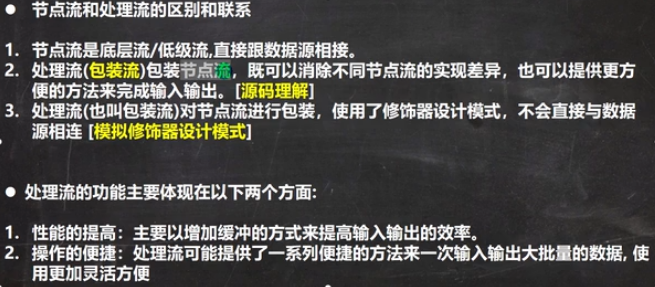 ● 节点流和处理流的区别和联系
1. 节点流是底层流/低级流,直接跟数据源相接。
2. 处理流(包装流)包装节点流，既可以消除不同节点流的实现差异，也可以提供更方
便的方法来完成输入输出。[源码理解]
3. 处理流(也叫包装流)对节点流进行包装，使用了修饰器设计模式，不会直接与数据
源相连 [模拟修饰器设计模式]
● 处理流的功能主要体现在以下两个方面:
1. 性能的提高：主要以增加缓冲的方式来提高输入输出的效率。
2. 操作的便捷：处理流可能提供了一系列便捷的方法来一次输入输出大批量的数据, 使
用更加灵活方便